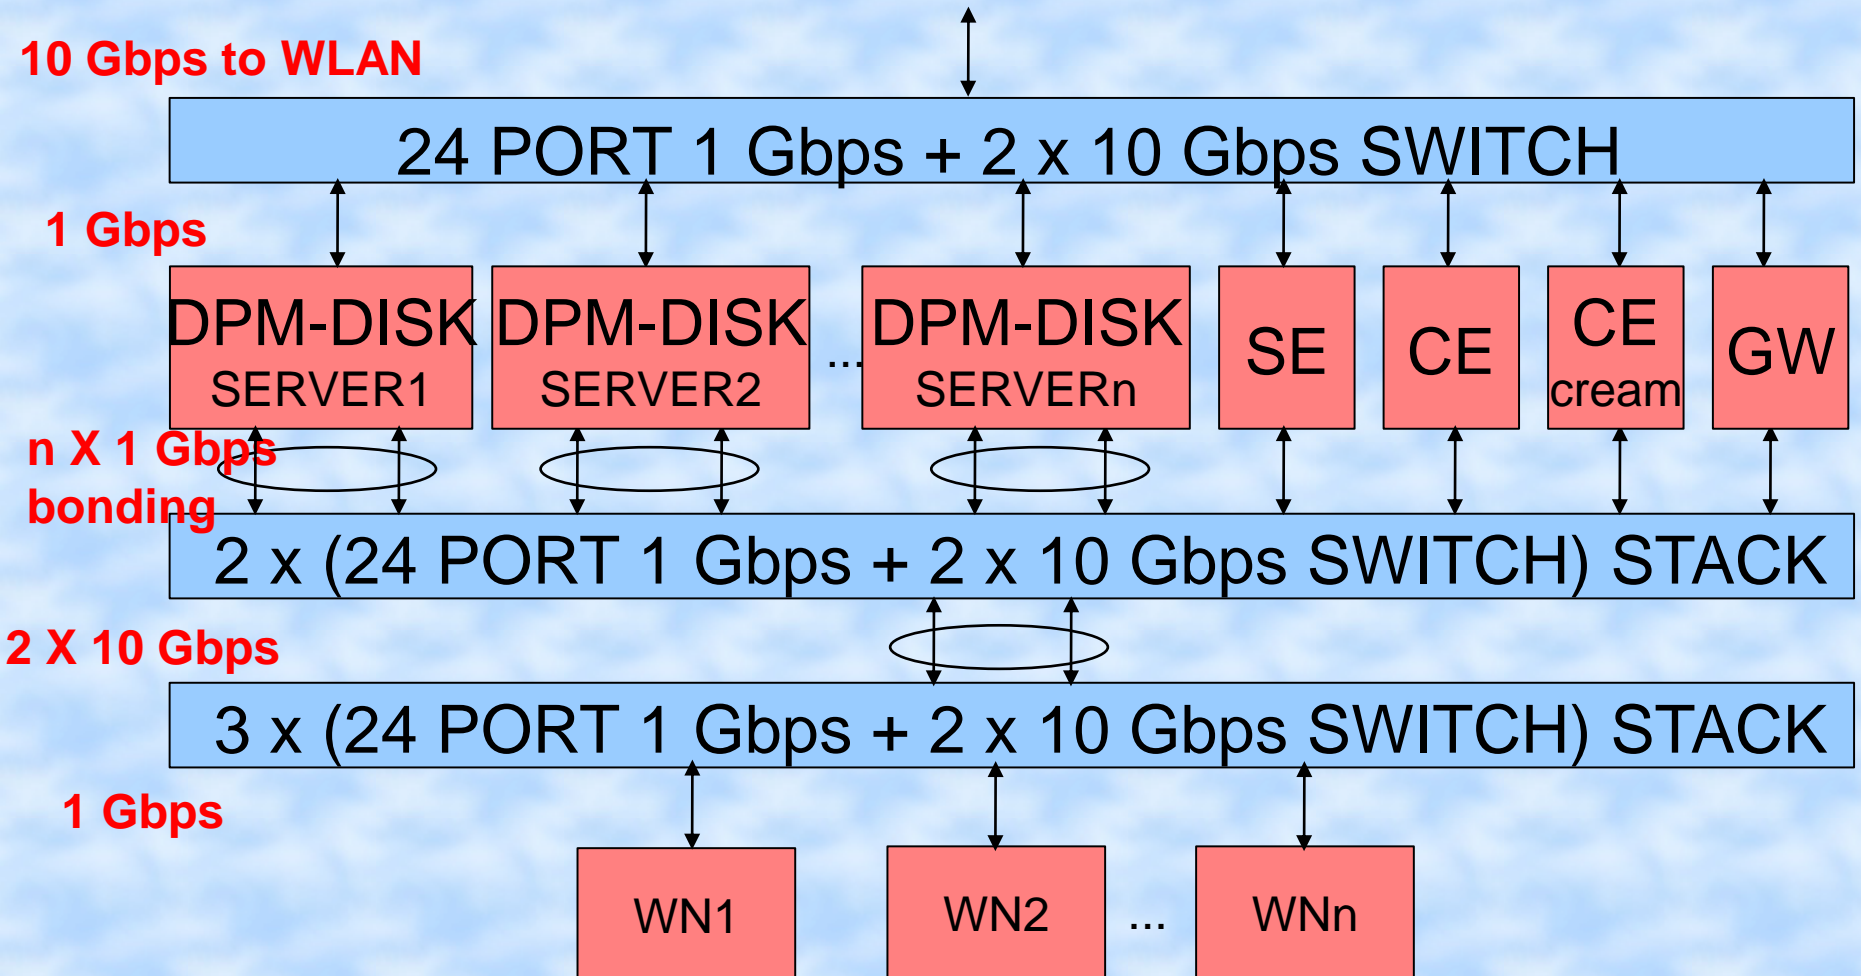 10 Gbps to WLAN
24 PORT 1 Gbps + 2 x 10 Gbps SWITCH
1 Gbps
DPM-DISK
SERVER1
DPM-DISK
SERVER2
...
DPM-DISK
SERVERn
SE
CE
CE
cream
GW
n X 1 Gbps
bonding
2 x (24 PORT 1 Gbps + 2 x 10 Gbps SWITCH) STACK
2 X 10 Gbps
3 x (24 PORT 1 Gbps + 2 x 10 Gbps SWITCH) STACK
1 Gbps
WN1
WN2
...
WNn